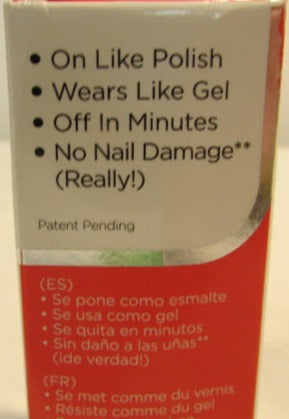 • On Like Polish
• Wears Like Gel
• Off In Minutes
• No Nail Damage**
(Really!)
Patent Pending
(ES)
• Se pone como esmalte
• Se usa como gel
• Se quita en minutos
• Sin daño a las uñas**
(¡de verdad!)
(FR)
• Se met comme du vernis
• Résiste comme du gel